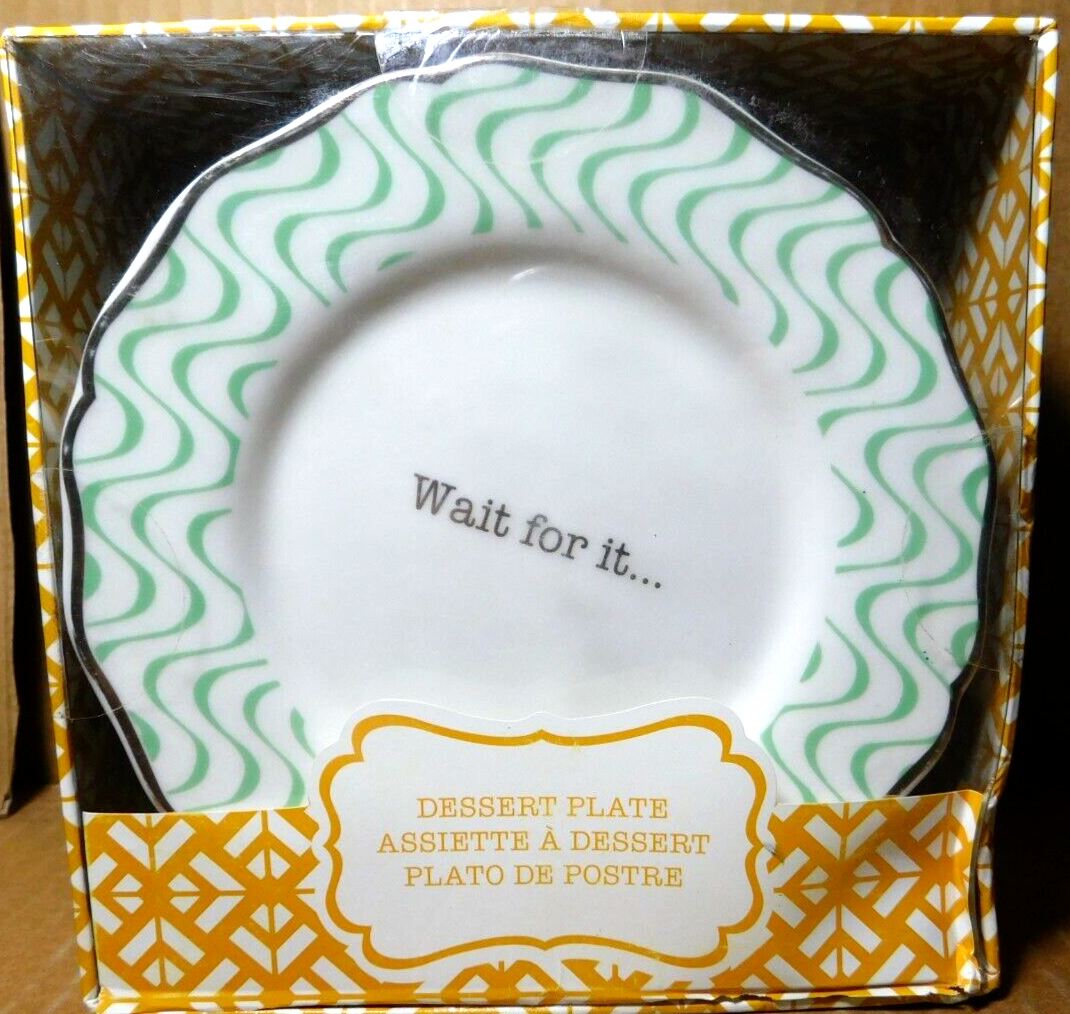 Wait for it...
DESSERT PLATE
ASSIETTE À DESSERT
PLATO DE POSTRE